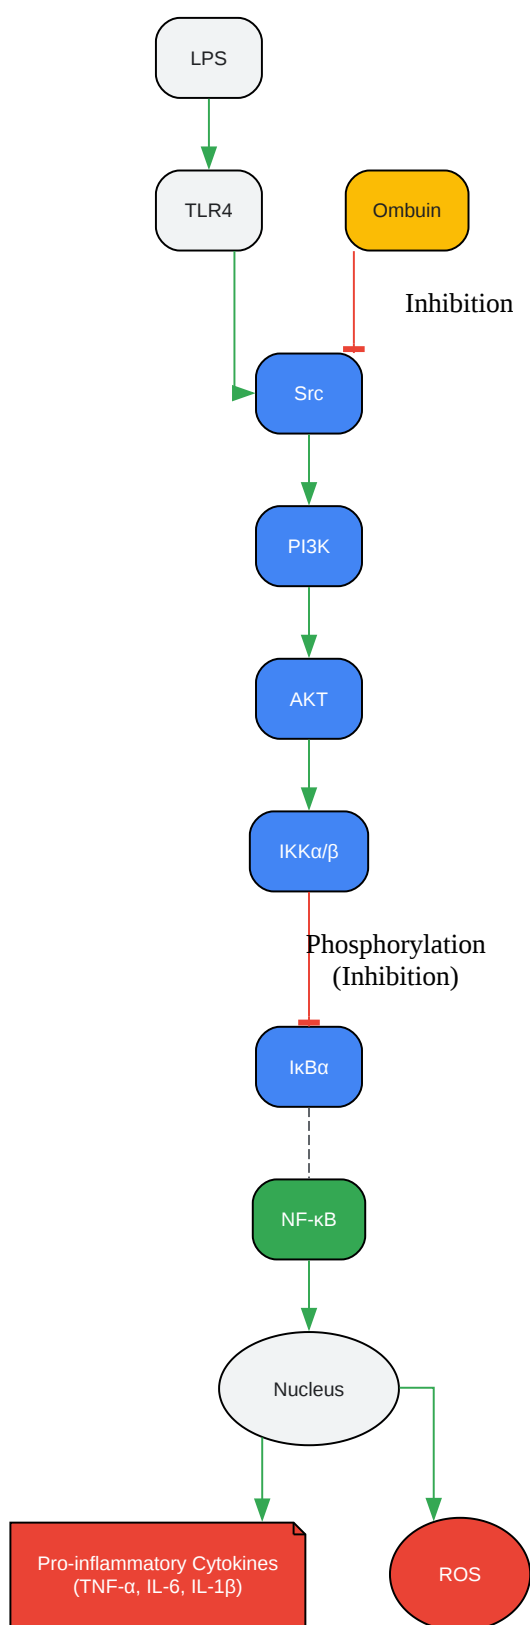 LPS
TLR4
Ombuin
Inhibition
Src
PI3K
AKT
IKKα/β
Phosphorylation
(Inhibition)
IκBα
NF-κB
Nucleus
Pro-inflammatory Cytokines
(TNF-α, IL-6, IL-1β)
ROS